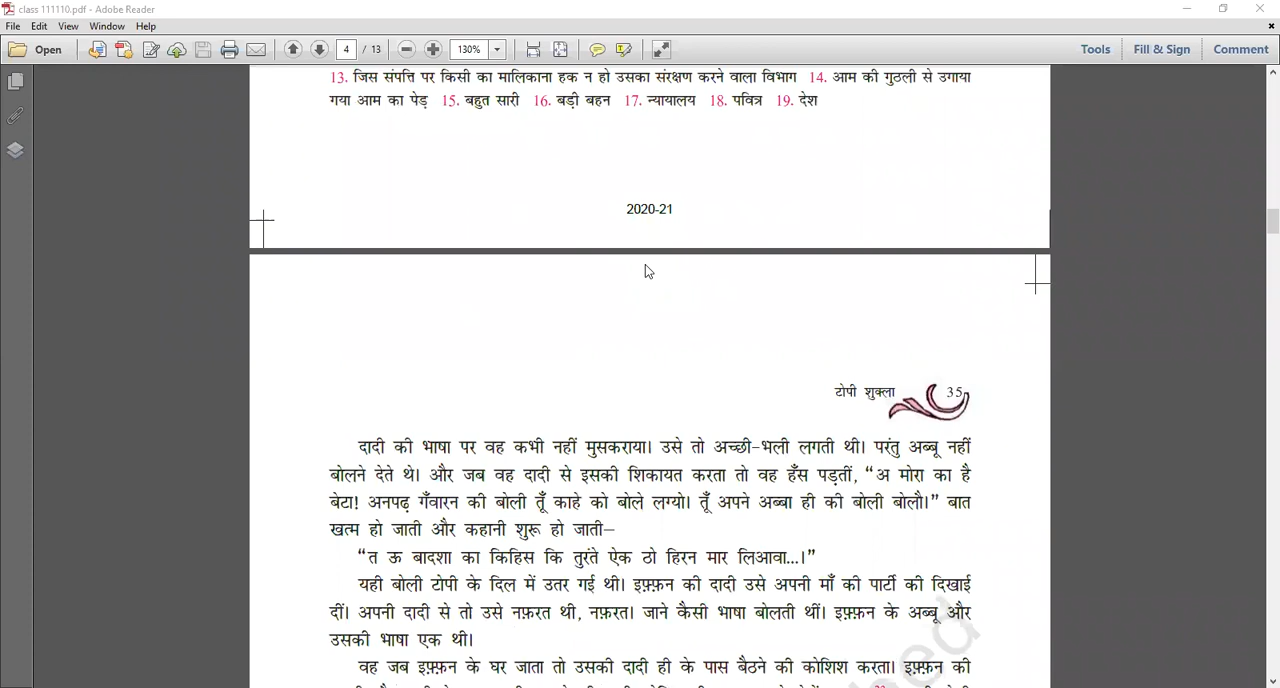 class 111110.pdf - Adobe Reader
File Edit View Window Help
Open 4 / 13 130% Tools Fill & Sign Comment
13. जिस संपत्ति पर किसी का मालिकाना हक न हो उसका संरक्षण करने वाला विभाग 14. आम की गुठली से उगाया
गया आम का पेड़ 15. बहुत सारी 16. बड़ी बहन 17. न्यायालय 18. पवित्र 19. देश
2020-21
टोपी शुक्ला 35
दादी की भाषा पर वह कभी नहीं मुसकराया। उसे तो अच्छी-भली लगती थी। परंतु अब्बू नहीं
बोलने देते थे। और जब वह दादी से इसकी शिकायत करता तो वह हँस पड़तीं, “अ मोरा का है
बेटा! अनपढ़ गँवारन की बोली तूँ काहे को बोले लग्यो। तूँ अपने अब्बा ही की बोली बोलौ।” बात
खत्म हो जाती और कहानी शुरू हो जाती–
“त ऊ बादशा का किहिस कि तुरंते ऐक ठो हिरन मार लिआवा...।”
यही बोली टोपी के दिल में उतर गई थी। इफ़्फ़न की दादी उसे अपनी माँ की पार्टी की दिखाई
दीं। अपनी दादी से तो उसे नफ़रत थी, नफ़रत। जाने कैसी भाषा बोलती थीं। इफ़्फ़न के अब्बू और
उसकी भाषा एक थी।
वह जब इफ़्फ़न के घर जाता तो उसकी दादी ही के पास बैठने की कोशिश करता। इफ़्फ़न की